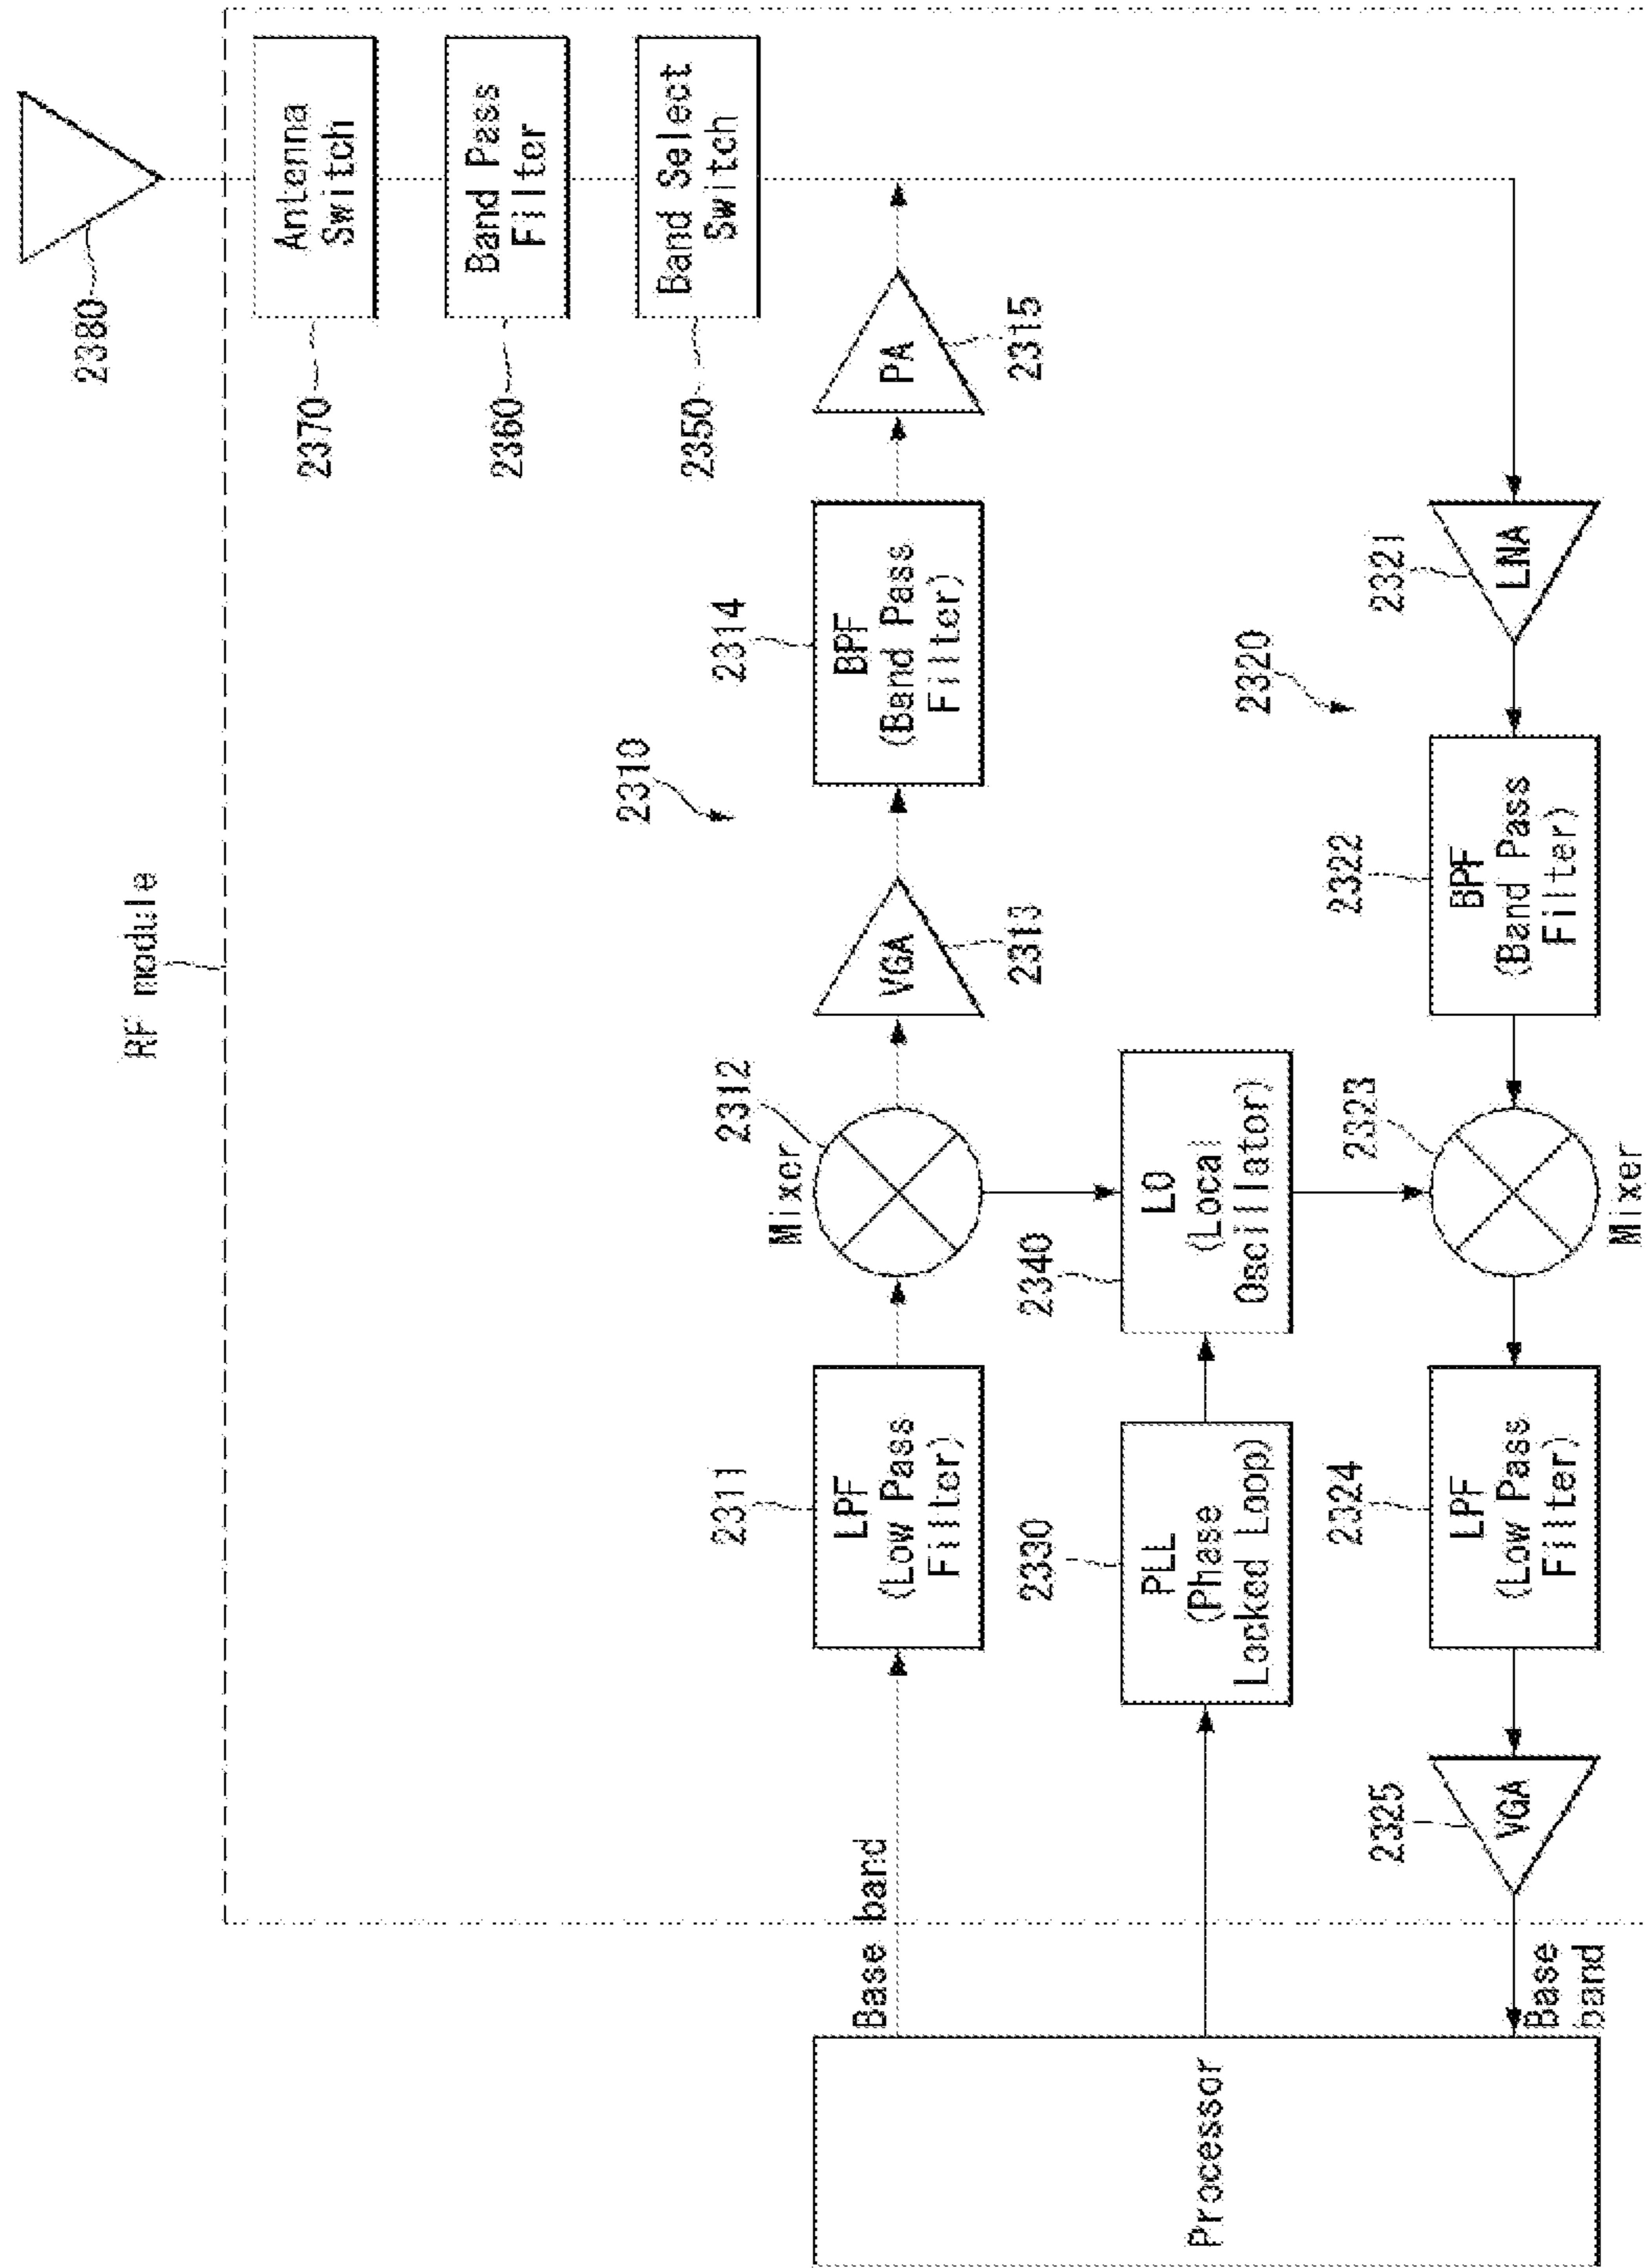 RF module
2380
Antenna
Switch
2370
Band Pass
Filter
2360
Band Select
Switch
2350
2310
2311
LPF
(Low Pass
Filter)
Mixer
2312
VGA
2313
2314
BPF
(Band Pass
Filter)
PA
2315
Base band
Processor
2330
PLL
(Phase
Locked Loop)
2340
LO
(Local
Oscillator)
2320
Base
band
2325
VGA
2324
LPF
(Low Pass
Filter)
2323
Mixer
2322
BPF
(Band Pass
Filter)
2321
LNA